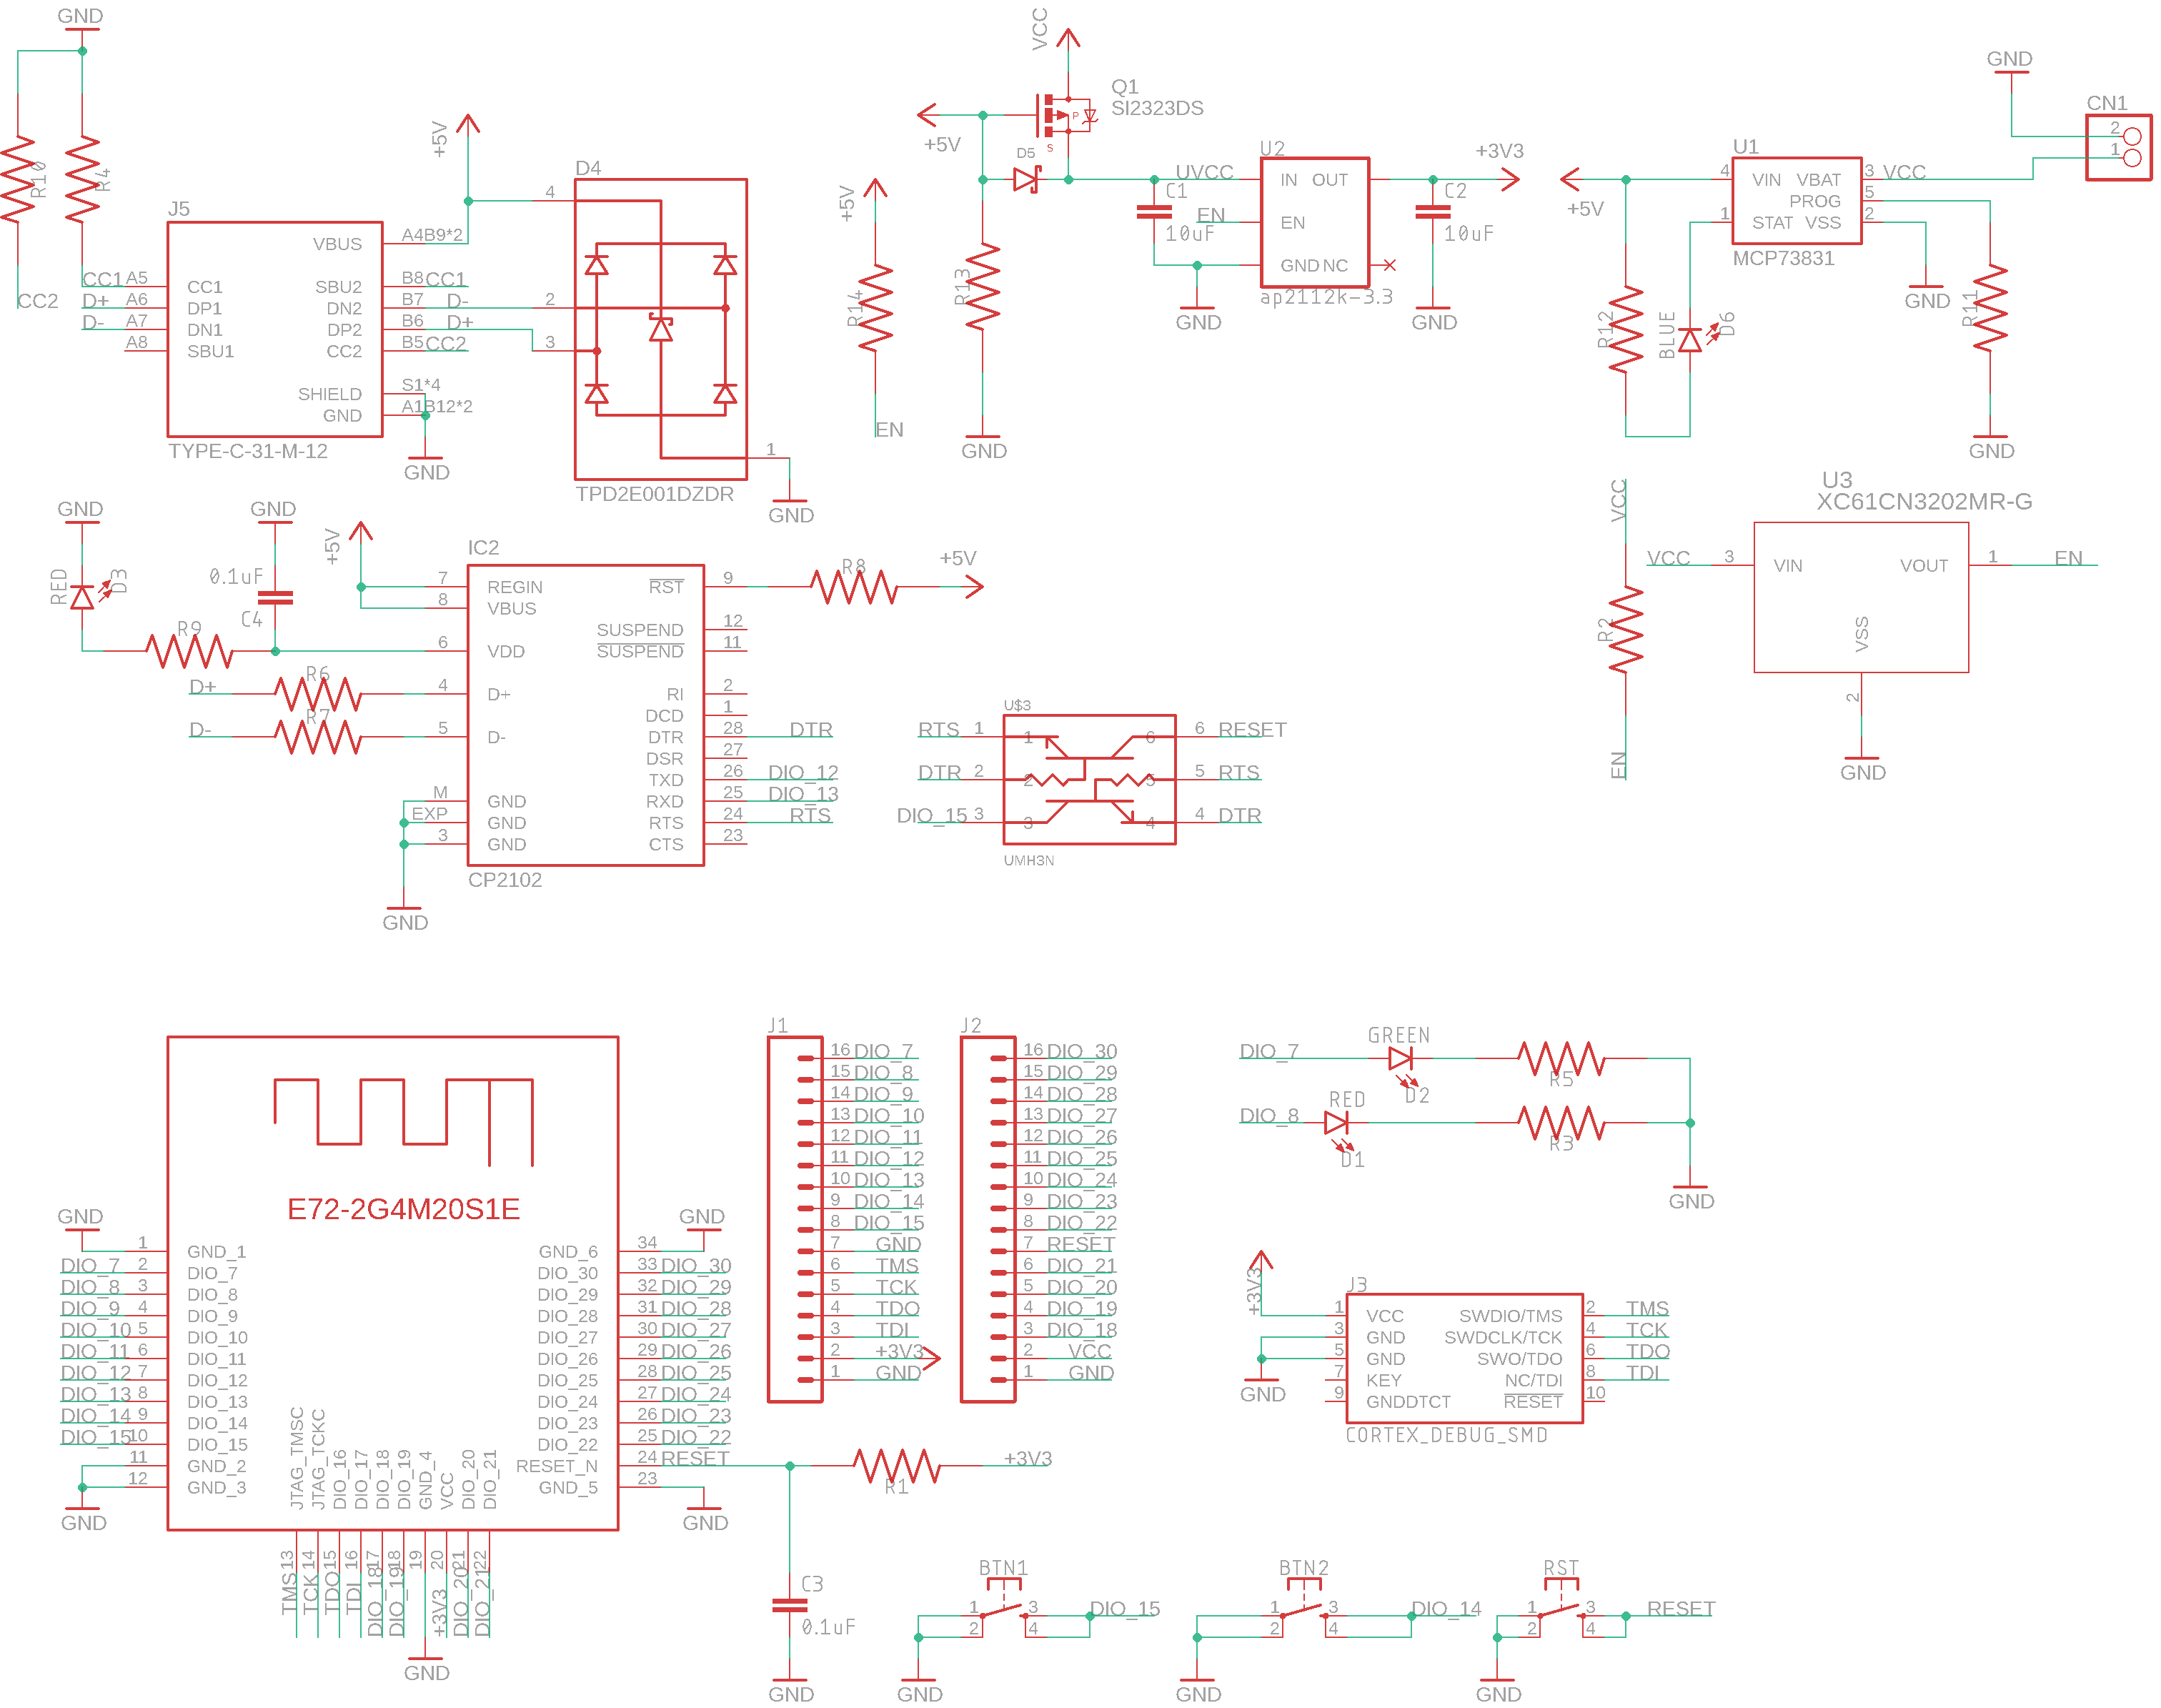 GND
R10
R4
CC2
J5
VBUS
A4B9*2
CC1 A5 CC1
SBU2 B8 CC1
D+ A6 DP1
DN2 B7 D-
D- A7 DN1
DP2 B6 D+
A8 SBU1
CC2 B5 CC2
SHIELD S1*4
GND A1B12*2
TYPE-C-31-M-12
GND
+5V
D4
4
2
3
1
TPD2E001DZDR
GND
VCC
Q1
SI2323DS
P
S
+5V
D5
+5V
R14
EN
R13
GND
UVCC
C1
10uF
EN
GND
U2
IN OUT
EN
GND NC
ap2112k-3.3
+3V3
C2
10uF
GND
+5V
U1
4 VIN VBAT 3 VCC
PROG 5
1 STAT VSS 2
MCP73831
GND
CN1
2
1
GND
R12
BLUE
D6
R11
GND
VCC
R2
EN
U3
XC61CN3202MR-G
VCC 3 VIN
VOUT 1 EN
VSS
2
GND
GND
RED
D3
R9
GND
0.1uF
C4
+5V
D+
R6
D-
R7
IC2
7 REGIN
8 VBUS
6 VDD
4 D+
5 D-
M GND
EXP GND
3 GND
RST 9
SUSPEND 12
SUSPEND 11
RI 2
DCD 1
DTR 28 DTR
DSR 27
TXD 26 DIO_12
RXD 25 DIO_13
RTS 24 RTS
CTS 23
CP2102
GND
R8
+5V
U$3
RTS 1 1 6 6 RESET
DTR 2 2 5 5 RTS
DIO_15 3 3 4 4 DTR
UMH3N
E72-2G4M20S1E
GND
1 GND_1
DIO_7 2 DIO_7
DIO_8 3 DIO_8
DIO_9 4 DIO_9
DIO_10 5 DIO_10
DIO_11 6 DIO_11
DIO_12 7 DIO_12
DIO_13 8 DIO_13
DIO_14 9 DIO_14
DIO_15 10 DIO_15
11 GND_2
12 GND_3
GND
GND
GND_6 34
DIO_30 33 DIO_30
DIO_29 32 DIO_29
DIO_28 31 DIO_28
DIO_27 30 DIO_27
DIO_26 29 DIO_26
DIO_25 28 DIO_25
DIO_24 27 DIO_24
DIO_23 26 DIO_23
DIO_22 25 DIO_22
RESET_N 24 RESET
GND_5 23
GND
JTAG_TMSC 13 TMS
JTAG_TCKC 14 TCK
DIO_16 15 TDO
DIO_17 16 TDI
DIO_18 17 DIO_18
DIO_19 18 DIO_19
GND_4 19
VCC 20 +3V3
DIO_20 21 DIO_20
DIO_21 22 DIO_21
GND
R1
+3V3
C3
0.1uF
GND
J1
16 DIO_7
15 DIO_8
14 DIO_9
13 DIO_10
12 DIO_11
11 DIO_12
10 DIO_13
9 DIO_14
8 DIO_15
7 GND
6 TMS
5 TCK
4 TDO
3 TDI
2 +3V3
1 GND
J2
16 DIO_30
15 DIO_29
14 DIO_28
13 DIO_27
12 DIO_26
11 DIO_25
10 DIO_24
9 DIO_23
8 DIO_22
7 RESET
6 DIO_21
5 DIO_20
4 DIO_19
3 DIO_18
2 VCC
1 GND
DIO_7
GREEN
D2
R5
DIO_8
RED
D1
R3
GND
+3V3
J3
1 VCC SWDIO/TMS 2 TMS
3 GND SWDCLK/TCK 4 TCK
5 GND SWO/TDO 6 TDO
7 KEY NC/TDI 8 TDI
9 GNDDTCT RESET 10
CORTEX_DEBUG_SMD
GND
BTN1
1 3 DIO_15
2 4
GND
BTN2
1 3 DIO_14
2 4
GND
RST
1 3 RESET
2 4
GND